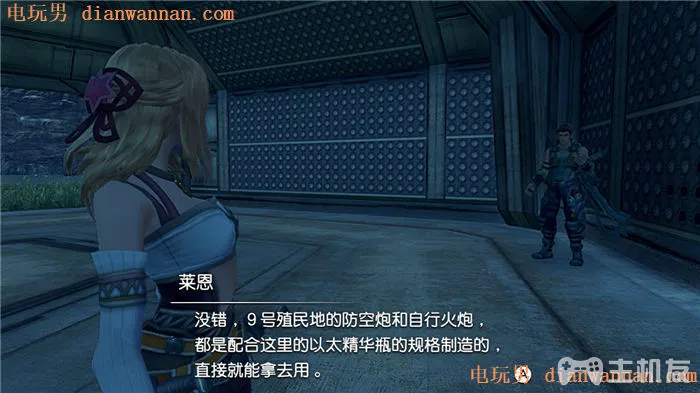 电玩男 dianwannan.com
莱恩
没错，9号殖民地的防空炮和自行火炮，
都是配合这里的以太精华瓶的规格制造的，
直接就能拿去用。
电玩男 dianwannan.com
A
主机友